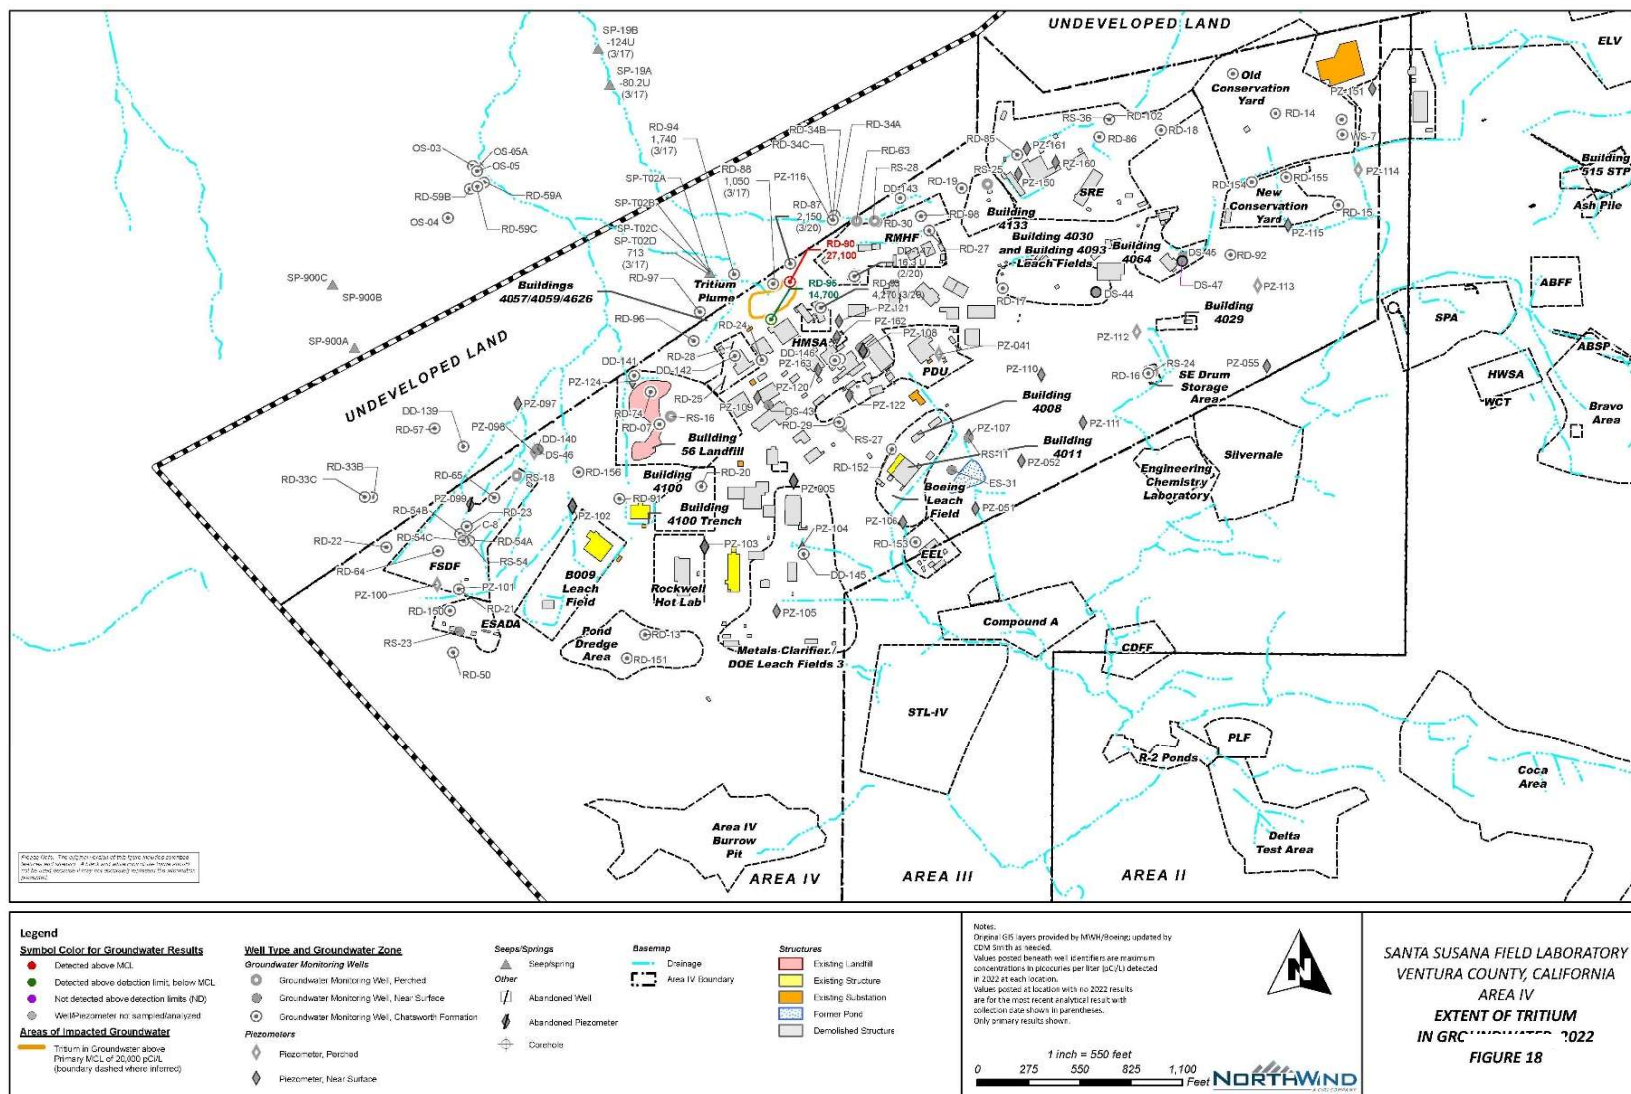 UNDEVELOPED LAND
ELV
SP-19B
-124U
(3/17)
SP-19A
-80.2U
(3/17)
Old
Conservation
Yard
PZ-151
RD-14
WS-7
PZ-114
RD-94
1,740
(3/17)
RD-34B
RD-34A
RD-34C
RD-63
RS-28
RS-36
RD-102
RD-86
RD-18
RD-85
PZ-161
PZ-160
RS-25
PZ-150
SRE
Building
4133
OS-03
OS-05A
OS-05
RD-59B
RD-59A
OS-04
RD-59C
SP-T02A
SP-T02B
SP-T02C
SP-T02D
713
(3/17)
RD-97
RD-88
1,050
(3/17)
PZ-116
RD-87
2,150
(3/20)
RD-90
27,100
DD-143
RD-19
RD-30
RD-98
RMHF
RD-27
DD-147
16.3 U
(2/20)
RD-95
14,700
RD-93
4,270 (3/20)
Building 4030
and Building 4093
Leach Fields
Building
4064
RD-154
RD-155
New
Conservation
Yard
RD-15
PZ-115
Building
515 STP
Ash Pile
DS-45
RD-92
DS-47
DS-44
PZ-113
RD-17
Building
4029
PZ-112
SP-900C
SP-900B
SP-900A
Buildings
4057/4059/4626
Tritium
Plume
RD-96
RD-24
PZ-121
PZ-162
PZ-108
HMSA
PZ-041
PDU
RD-28
DD-142
DD-146
PZ-163
PZ-120
RD-25
PZ-109
DS-43
RD-29
PZ-122
RS-27
PZ-110
RS-24
RD-16
SE Drum
Storage
Area
PZ-055
SPA
ABFF
ABSP
HWSA
WCT
Bravo
Area
UNDEVELOPED LAND
DD-141
PZ-124
RD-74
RS-16
RD-07
Building
56 Landfill
Building
4008
PZ-107
Building
4011
PZ-111
PZ-097
DD-139
RD-57
PZ-098
DD-140
DS-46
RD-33B
RD-33C
RD-65
RS-18
RD-156
Building
4100
RD-20
RD-152
RS-11
PZ-052
ES-31
Boeing
Leach
Field
PZ-051
Engineering
Chemistry
Laboratory
Silvernale
PZ-099
RD-54B
RD-23
C-8
RD-54C
RD-54A
RD-22
RS-54
RD-64
FSDF
PZ-102
RD-91
Building
4100 Trench
PZ-005
PZ-104
PZ-106
RD-153
EEL
PZ-103
DD-145
PZ-100
PZ-101
RD-21
B009
Leach
Field
Rockwell
Hot Lab
PZ-105
RD-150
ESADA
RS-23
RD-50
Pond
Dredge
Area
RD-13
RD-151
Metals Clarifier/
DOE Leach Fields 3
Compound A
CDFF
STL-IV
PLF
R-2 Ponds
Coca
Area
Delta
Test Area
Area IV
Burrow
Pit
AREA IV
AREA III
AREA II
Legend
Symbol Color for Groundwater Results
Detected above MCL
Detected above detection limit, below MCL
Not detected above detection limits (ND)
Well/Piezometer not sampled/analyzed
Areas of Impacted Groundwater
Tritium in Groundwater above
Primary MCL of 20,000 pCi/L
(boundary dashed where inferred)
Well Type and Groundwater Zone
Groundwater Monitoring Wells
Groundwater Monitoring Well, Perched
Groundwater Monitoring Well, Near Surface
Groundwater Monitoring Well, Chatsworth Formation
Piezometers
Piezometer, Perched
Piezometer, Near Surface
Seeps/Springs
Seep/spring
Other
Abandoned Well
Abandoned Piezometer
Corehole
Basemap
Drainage
Area IV Boundary
Structures
Existing Landfill
Existing Structure
Existing Substation
Former Pond
Demolished Structure
Notes:
Original GIS layers provided by MWH/Boeing; updated by
CDM Smith as needed.
Values posted beneath well identifiers are maximum
concentrations in picocuries per liter (pC /L) detected
in 2022 at each location.
Values posted at location with no 2022 results
are for the most recent analytical result with
collection date shown in parentheses.
Only primary results shown.
N
1 inch = 550 feet
0 275 550 825 1,100
Feet
NORTHWIND
SANTA SUSANA FIELD LABORATORY
VENTURA COUNTY, CALIFORNIA
AREA IV
EXTENT OF TRITIUM
IN 2022
FIGURE 18